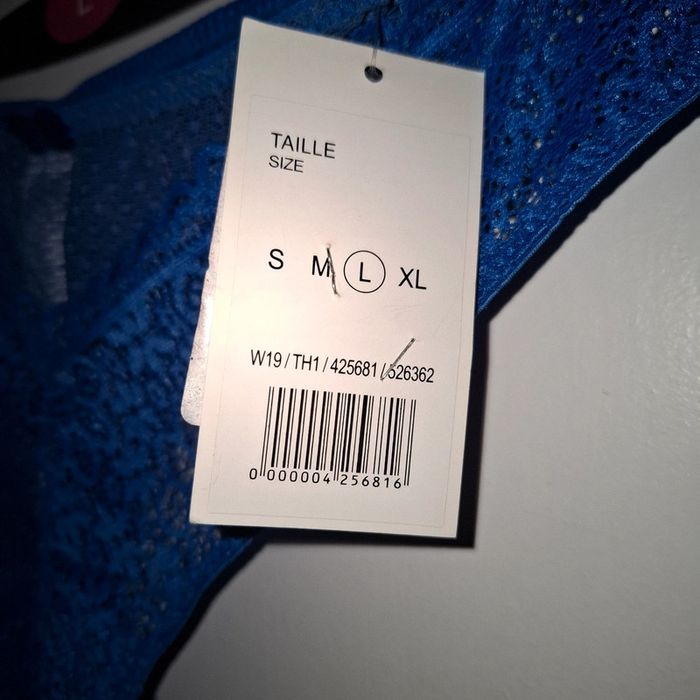 L
TAILLE
SIZE
S M L XL
W19 / TH1 / 425681 / 526362
0 000004 256816